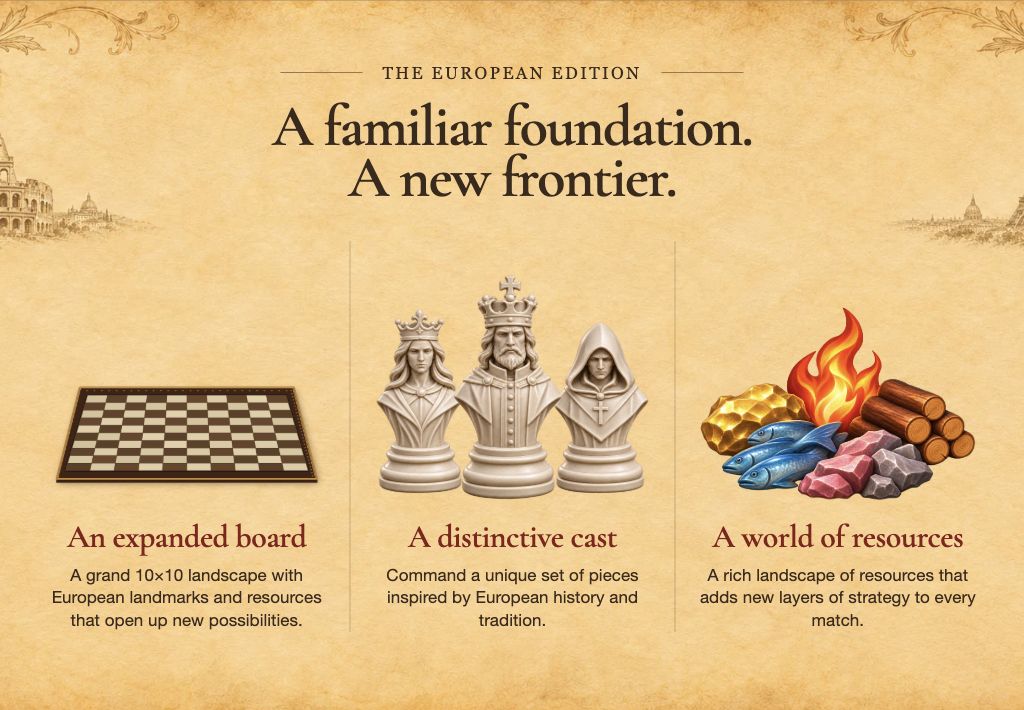 THE EUROPEAN EDITION
A familiar foundation.
A new frontier.
An expanded board
A grand 10×10 landscape with
European landmarks and resources
that open up new possibilities.
A distinctive cast
Command a unique set of pieces
inspired by European history and
tradition.
A world of resources
A rich landscape of resources that
adds new layers of strategy to every
match.